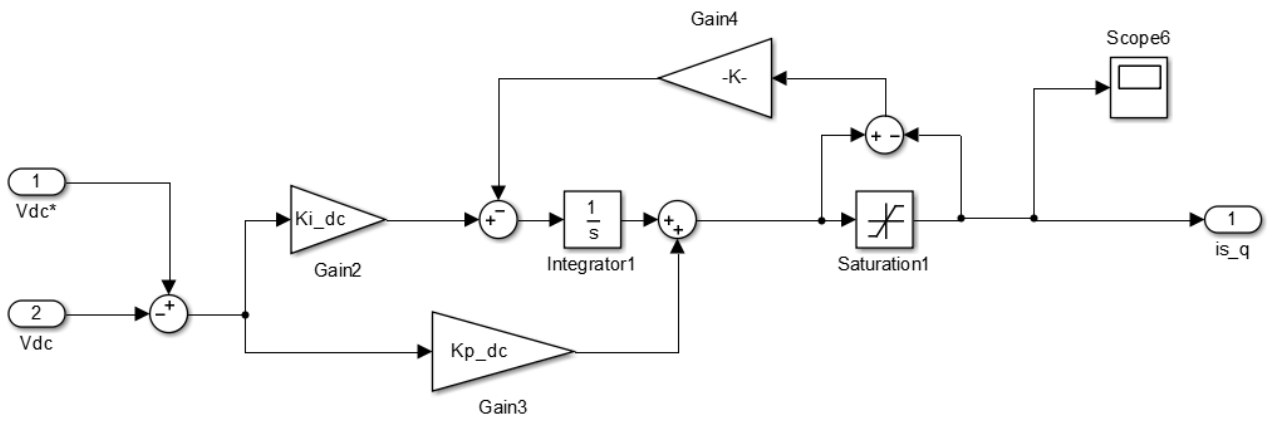 Gain4
-K-
Scope6
+ -
1
Vdc*
Ki_dc
Gain2
-
+
1
s
Integrator1
+
+
Saturation1
1
is_q
2
Vdc
+
-
Kp_dc
Gain3